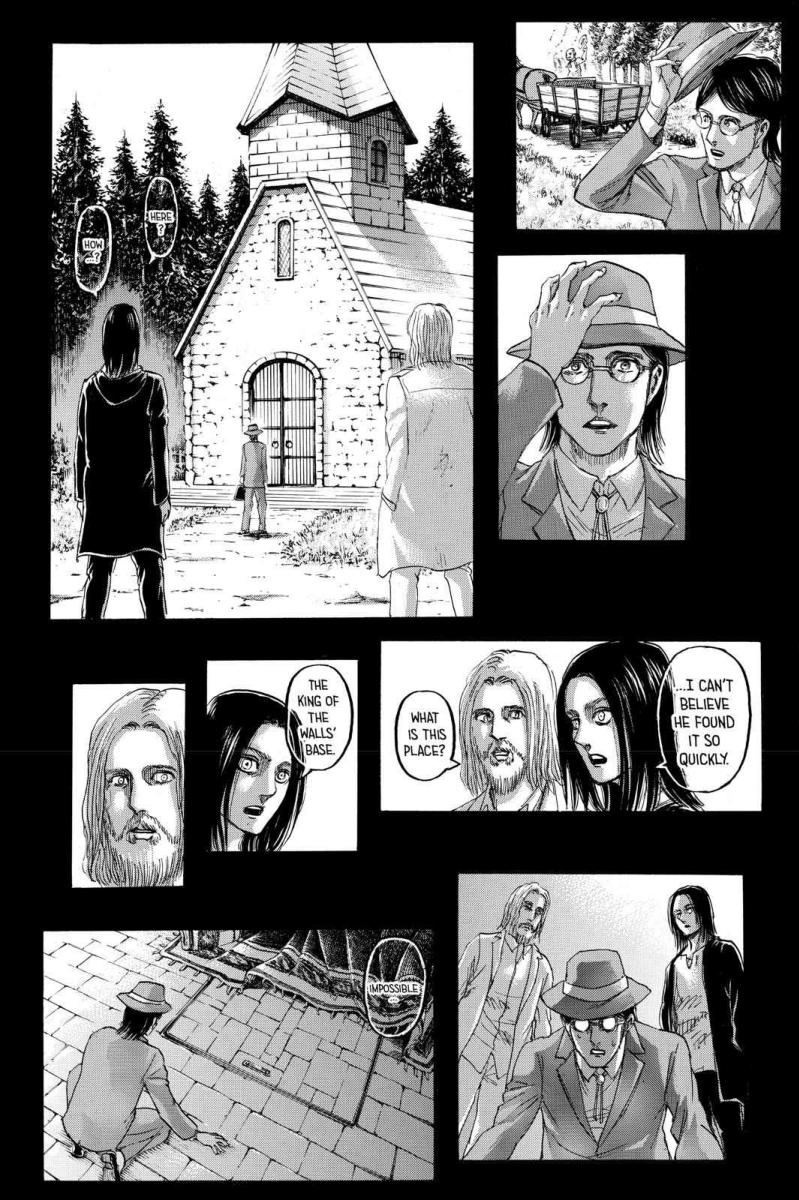 HERE
?
HOW
...?
...I CAN'T
BELIEVE
HE FOUND
IT SO
QUICKLY.
WHAT
IS THIS
PLACE?
THE
KING OF
THE
WALLS'
BASE.
IMPOSSIBLE
...